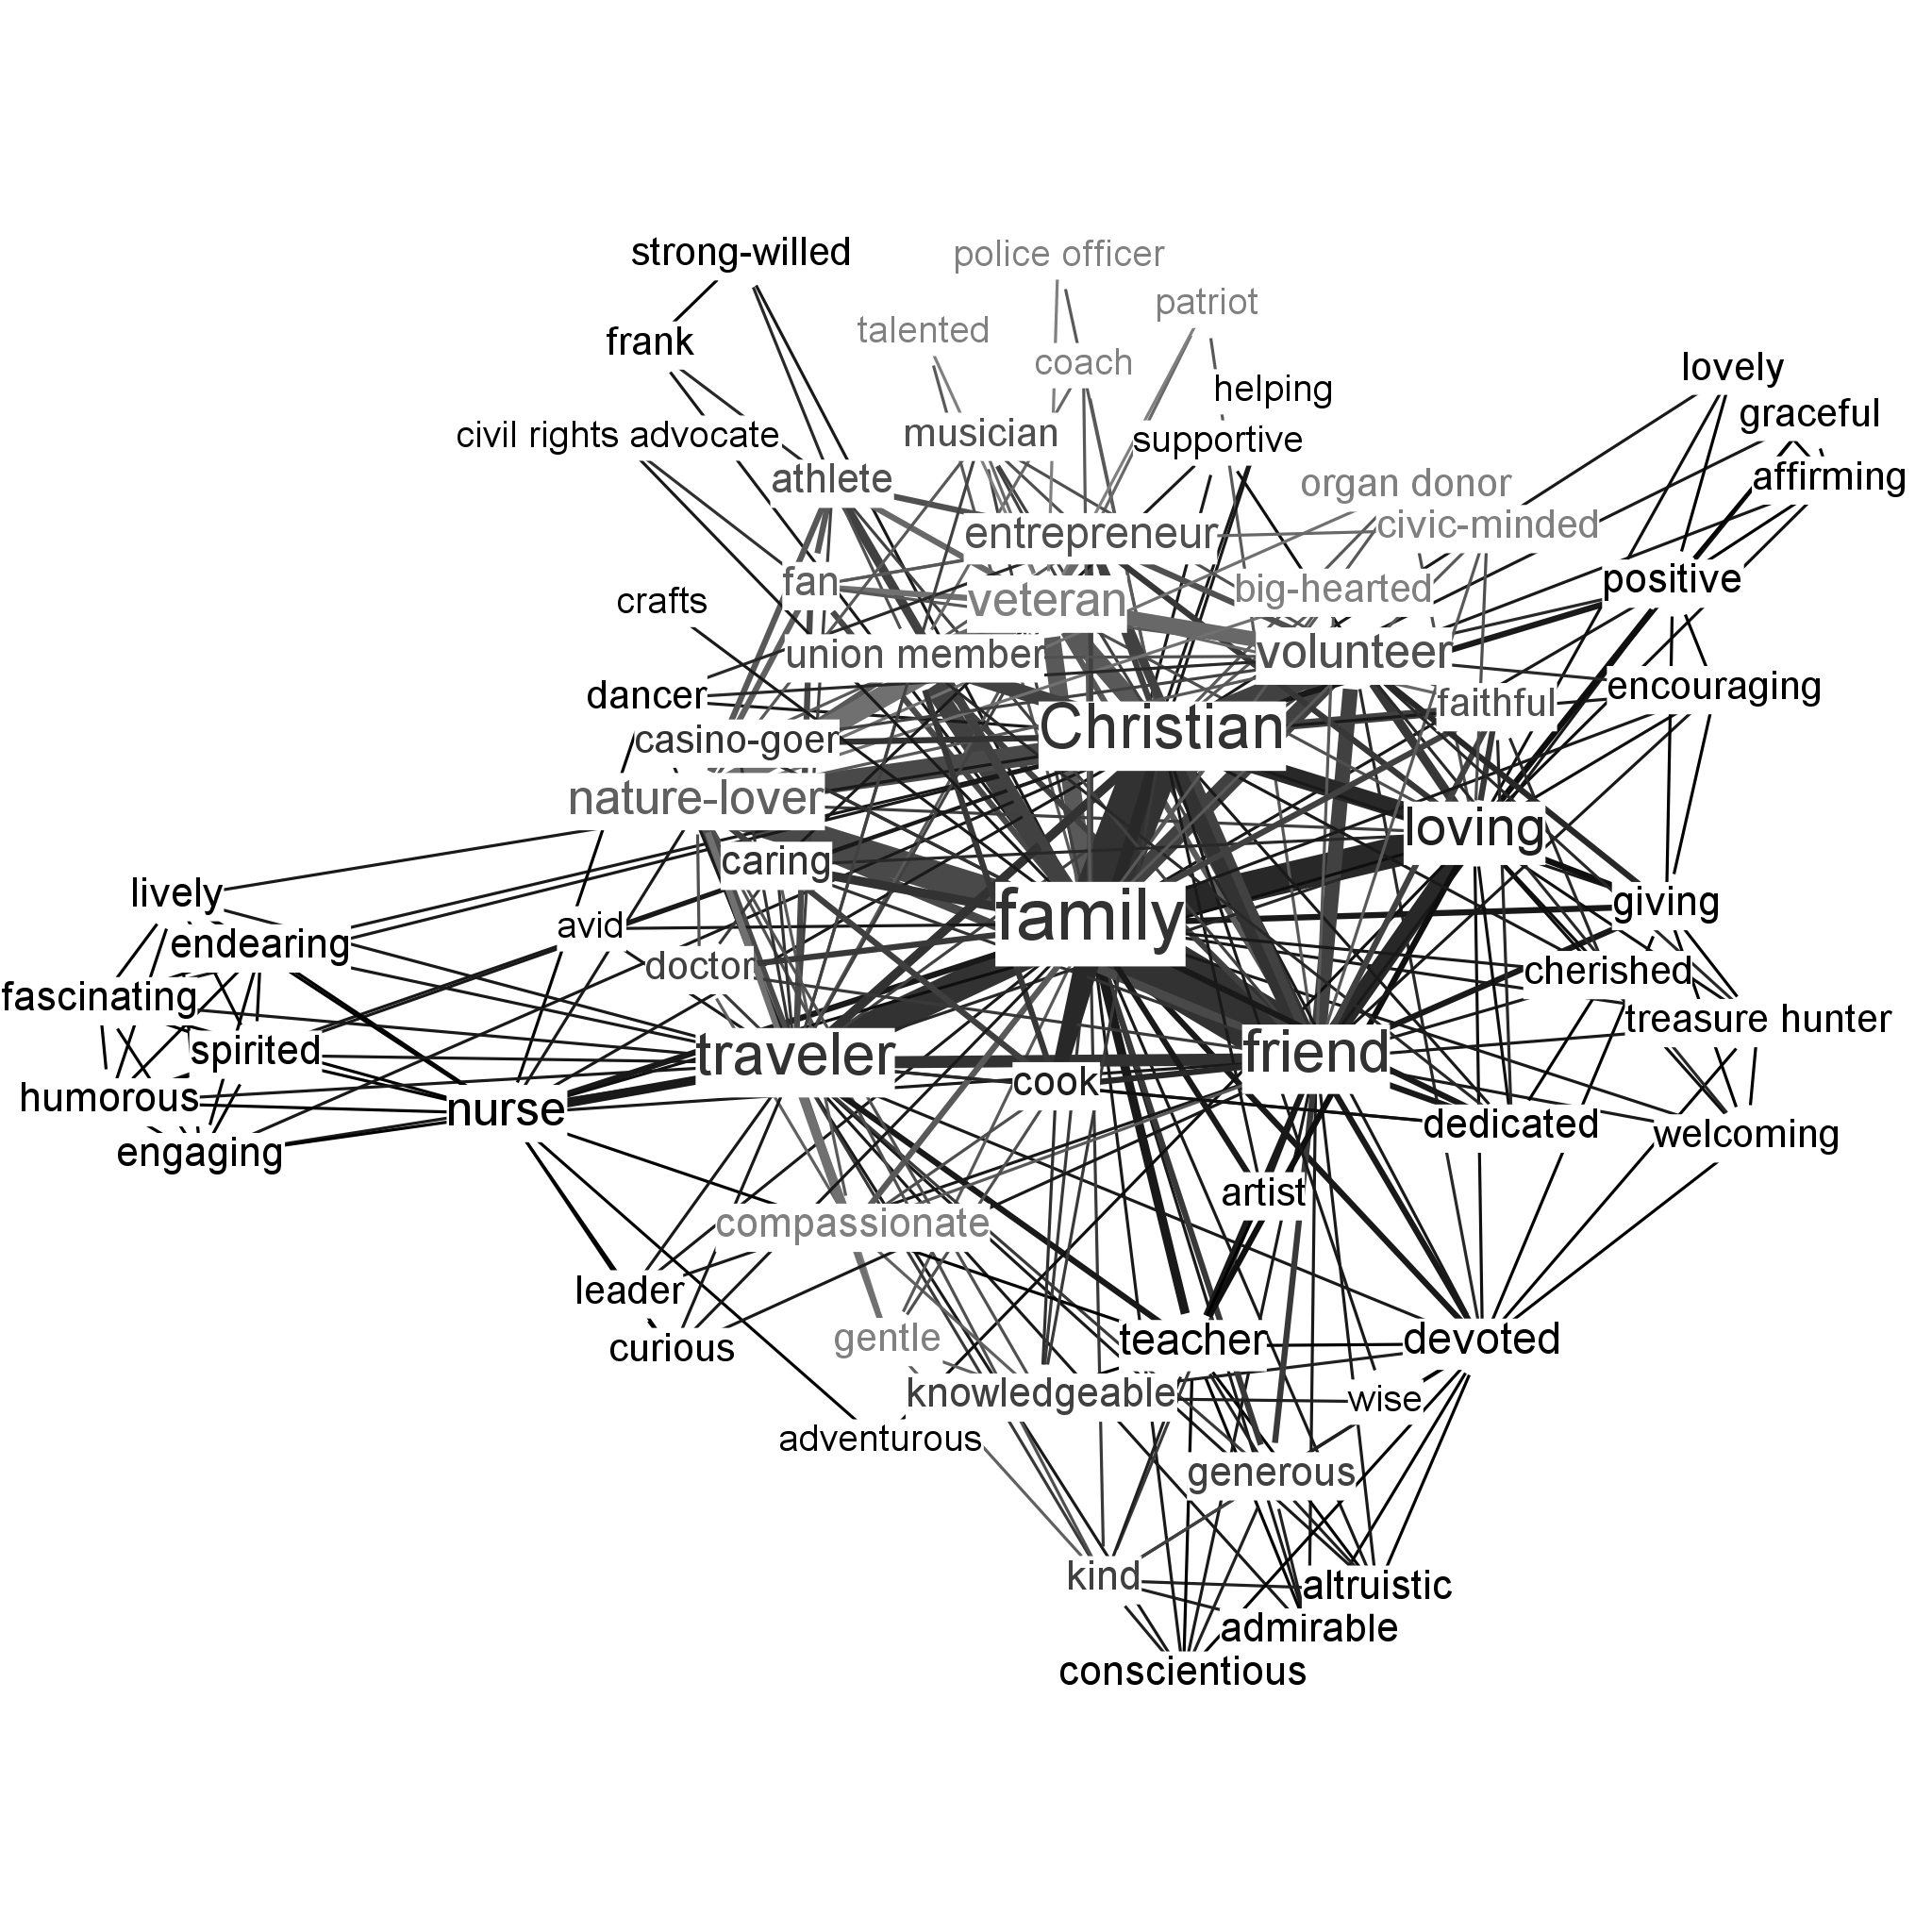 strong-willed
police officer
patriot
talented
frank
coach
lovely
helping
graceful
civil rights advocate
musician
supportive
athlete
affirming
organ donor
civic-minded
entrepreneur
fan
big-hearted
positive
crafts
veteran
union member
volunteer
dancer
encouraging
faithful
Christian
casino-goer
nature-lover
loving
caring
lively
family
giving
endearing
avid
doctor
cherished
fascinating
treasure hunter
spirited
traveler
friend
cook
humorous
nurse
dedicated
welcoming
engaging
artist
compassionate
leader
gentle
teacher
devoted
curious
knowledgeable
wise
adventurous
generous
kind
altruistic
admirable
conscientious